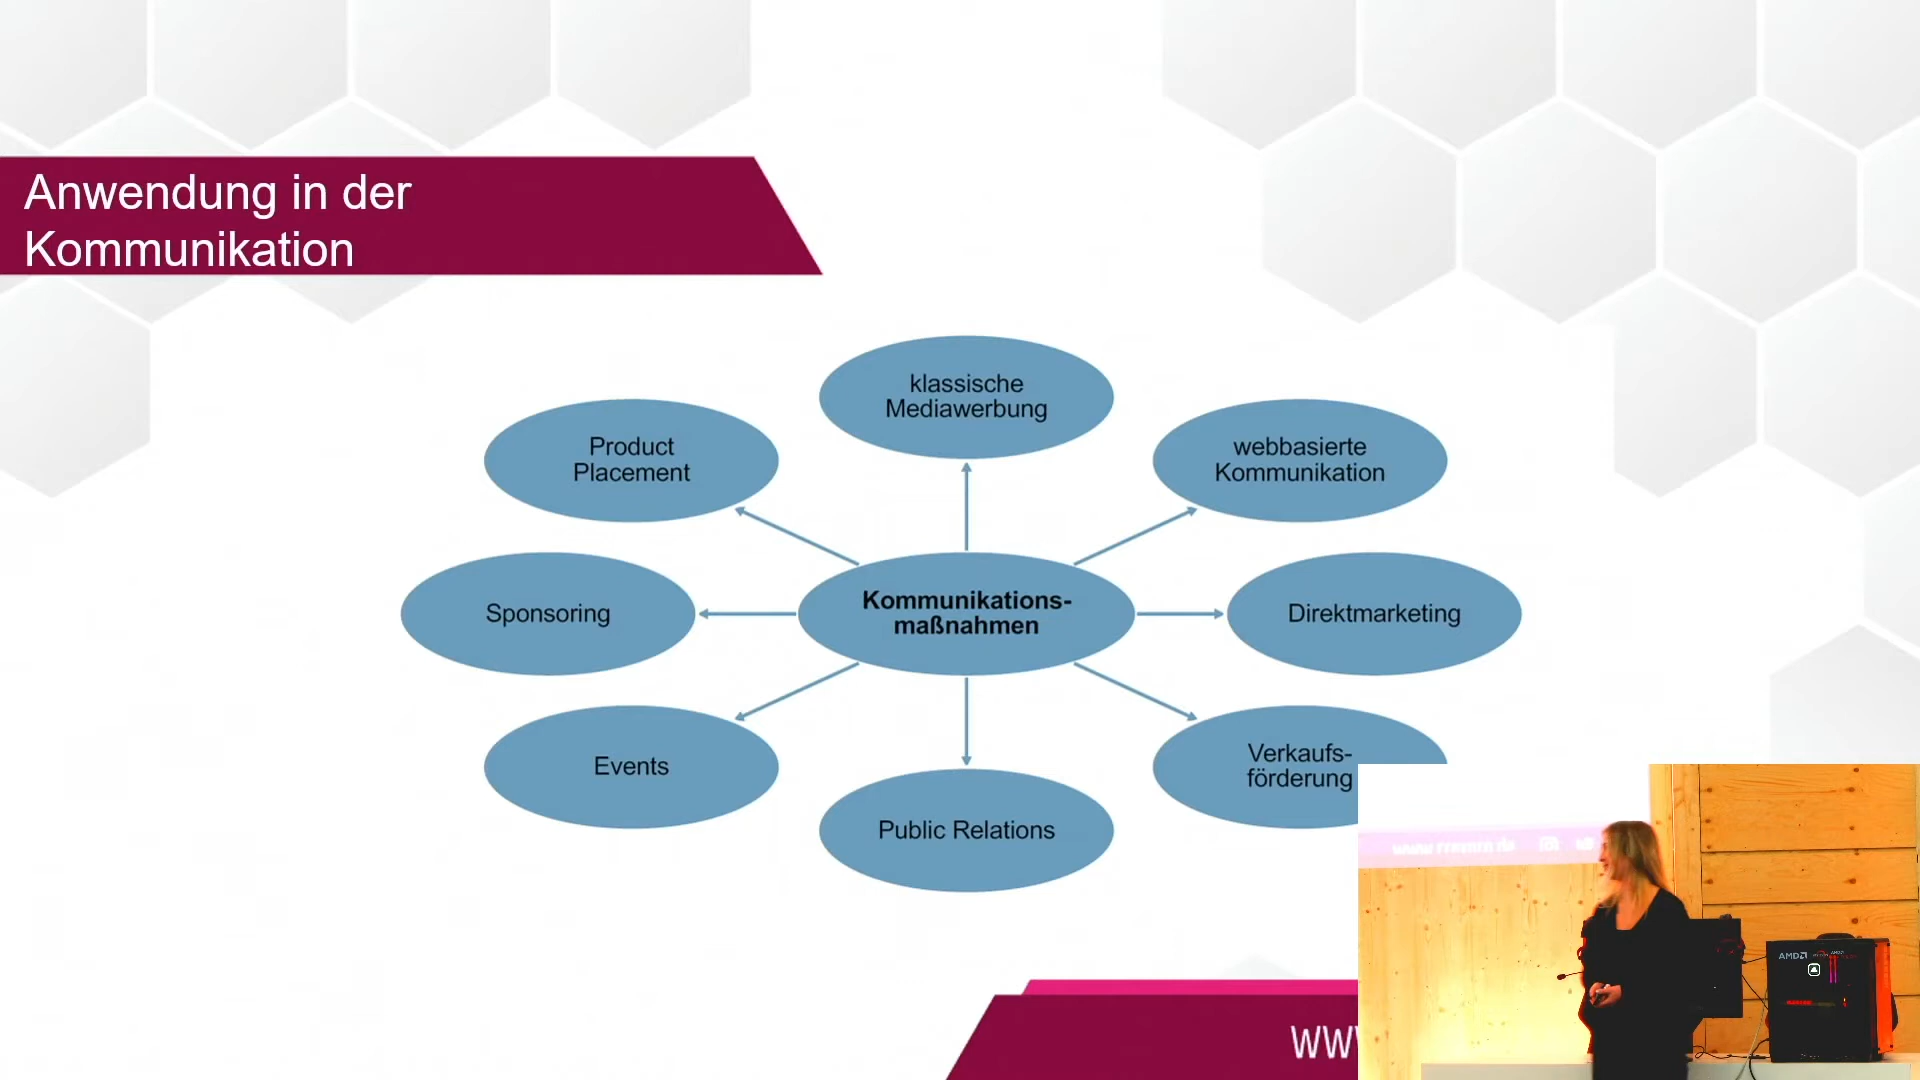 Anwendung in der
Kommunikation
klassische
Mediawerbung
Product
Placement
webbasierte
Kommunikation
Sponsoring
Kommunikations-
maßnahmen
Direktmarketing
Events
Verkaufs-
förderung
Public Relations
AMD